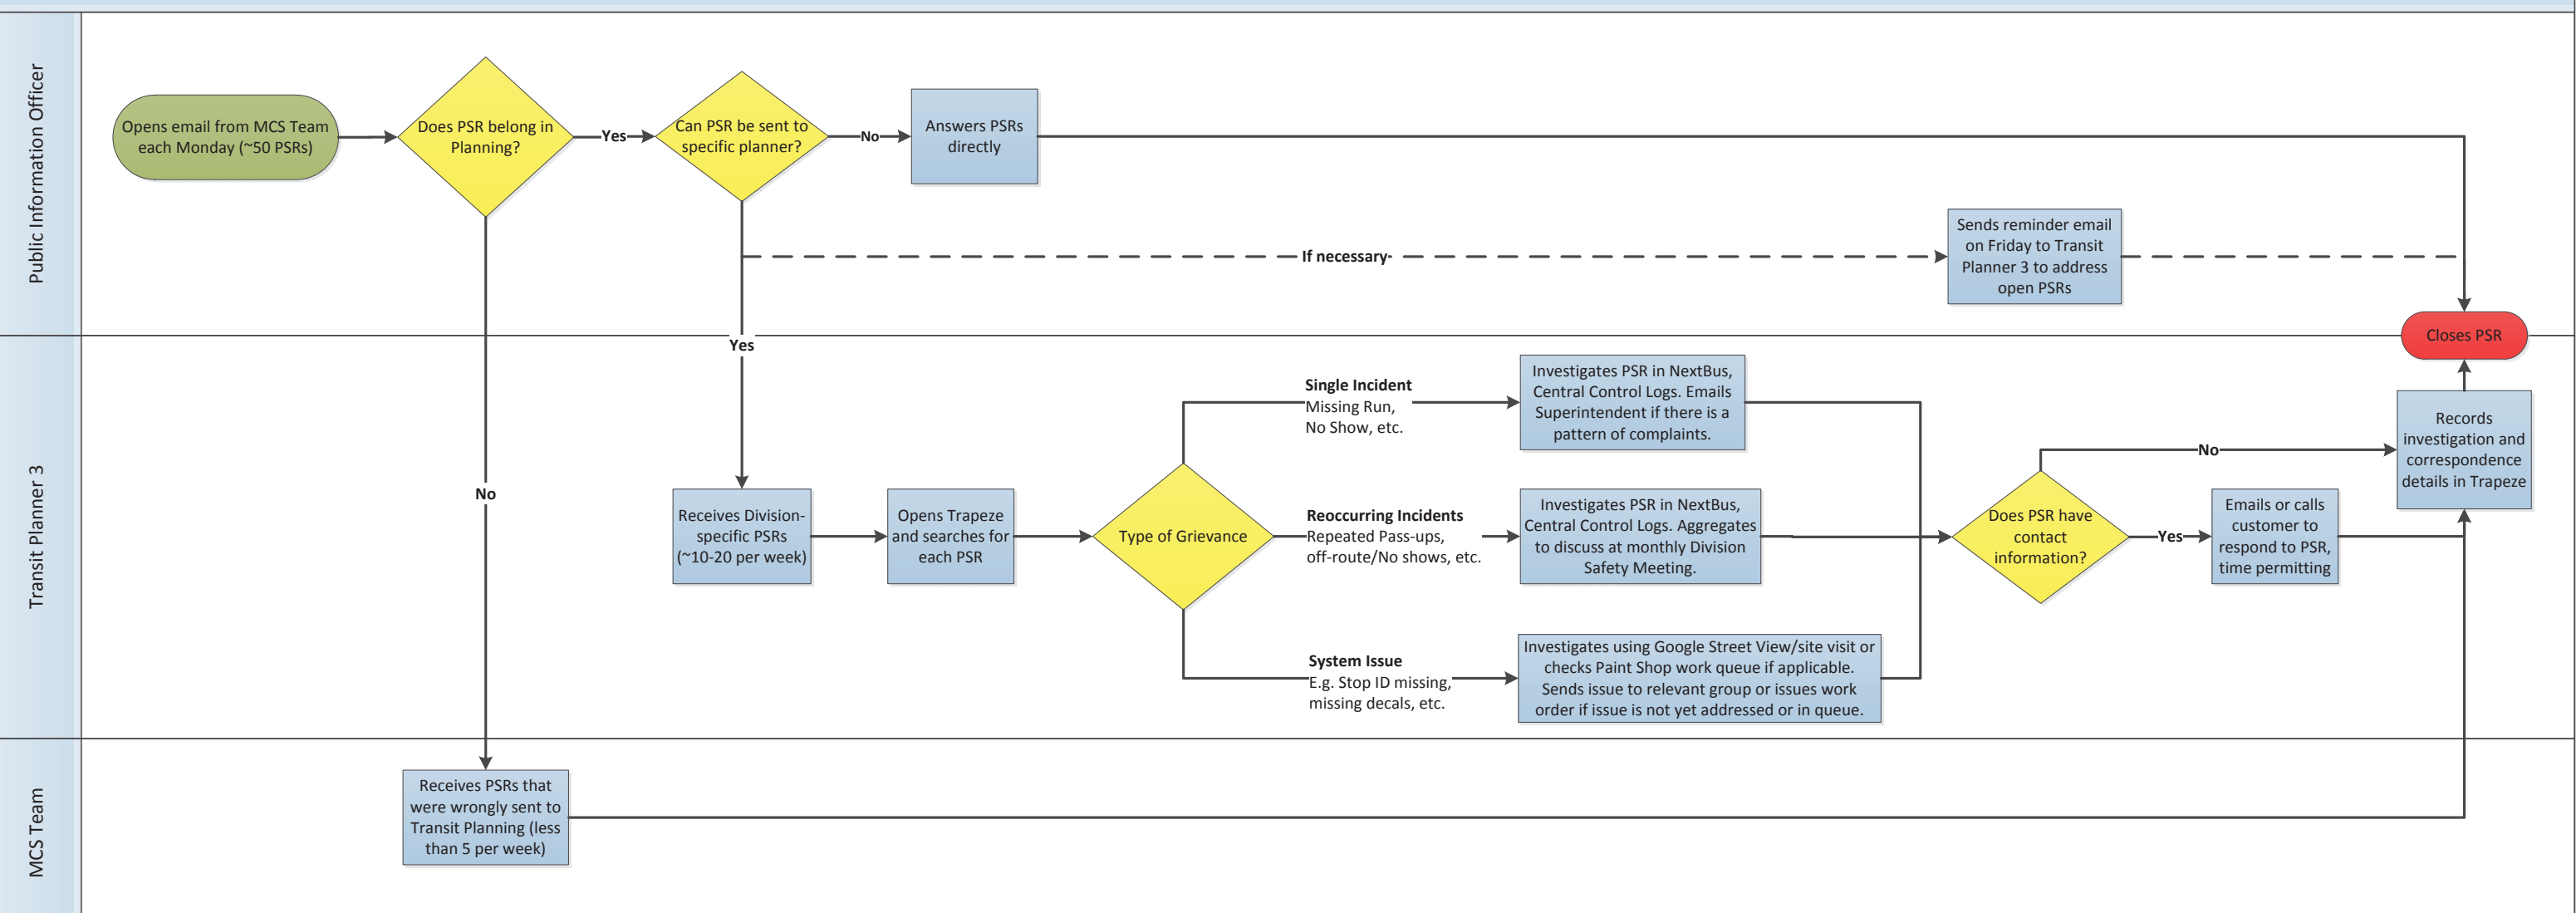 Public Information Officer
Opens email from MCS Team
each Monday (~50 PSRs)
Does PSR belong in
Planning?
Yes
Can PSR be sent to
specific planner?
No
Answers PSRs
directly
If necessary
Sends reminder email
on Friday to Transit
Planner 3 to address
open PSRs
Closes PSR
Transit Planner 3
Yes
No
Receives Division-
specific PSRs
(~10-20 per week)
Opens Trapeze
and searches for
each PSR
Type of Grievance
Single Incident
Missing Run,
No Show, etc.
Investigates PSR in NextBus,
Central Control Logs. Emails
Superintendent if there is a
pattern of complaints.
Reoccurring Incidents
Repeated Pass-ups,
off-route/No shows, etc.
Investigates PSR in NextBus,
Central Control Logs. Aggregates
to discuss at monthly Division
Safety Meeting.
System Issue
E.g. Stop ID missing,
missing decals, etc.
Investigates using Google Street View/site visit or
checks Paint Shop work queue if applicable.
Sends issue to relevant group or issues work
order if issue is not yet addressed or in queue.
Does PSR have
contact
information?
No
Yes
Emails or calls
customer to
respond to PSR,
time permitting
Records
investigation and
correspondence
details in Trapeze
MCS Team
Receives PSRs that
were wrongly sent to
Transit Planning (less
than 5 per week)